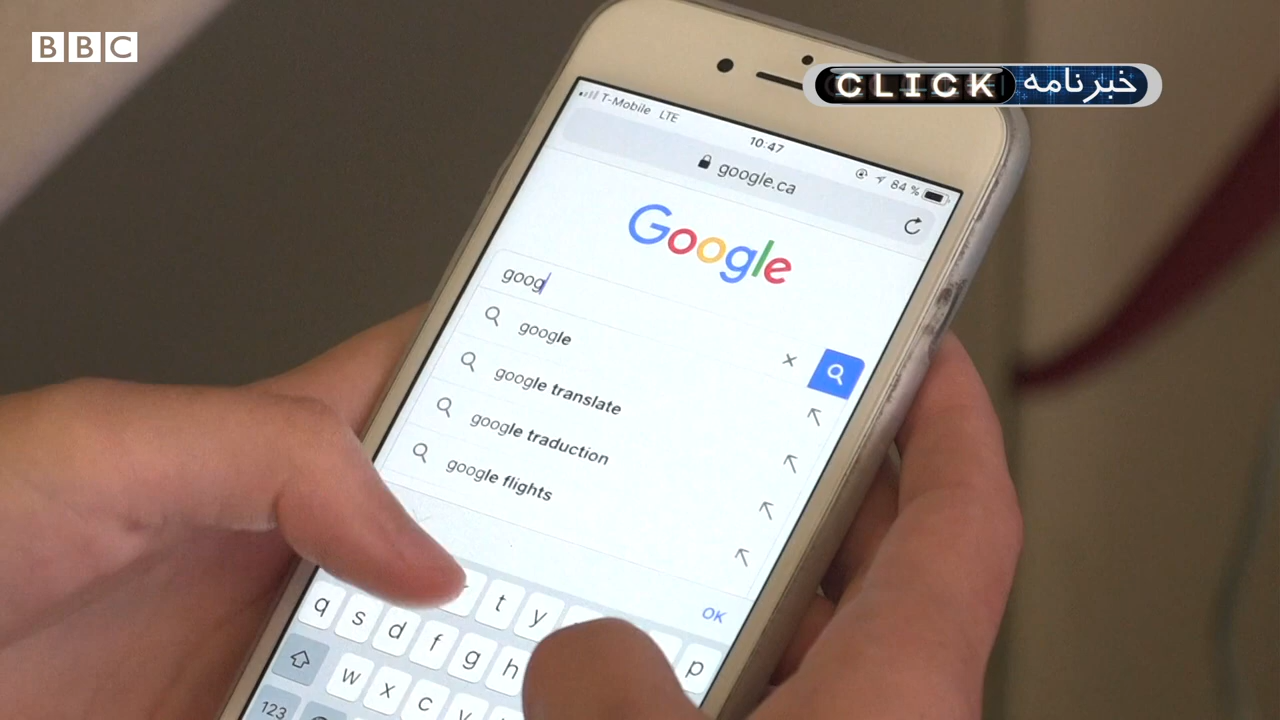 BBC
CLICK خبرنامه
T-Mobile LTE
10:47
84 %
google.ca
Google
goog
google
google translate
google traduction
google flights
OK
t y
p
q s d f g h
w x c v
123